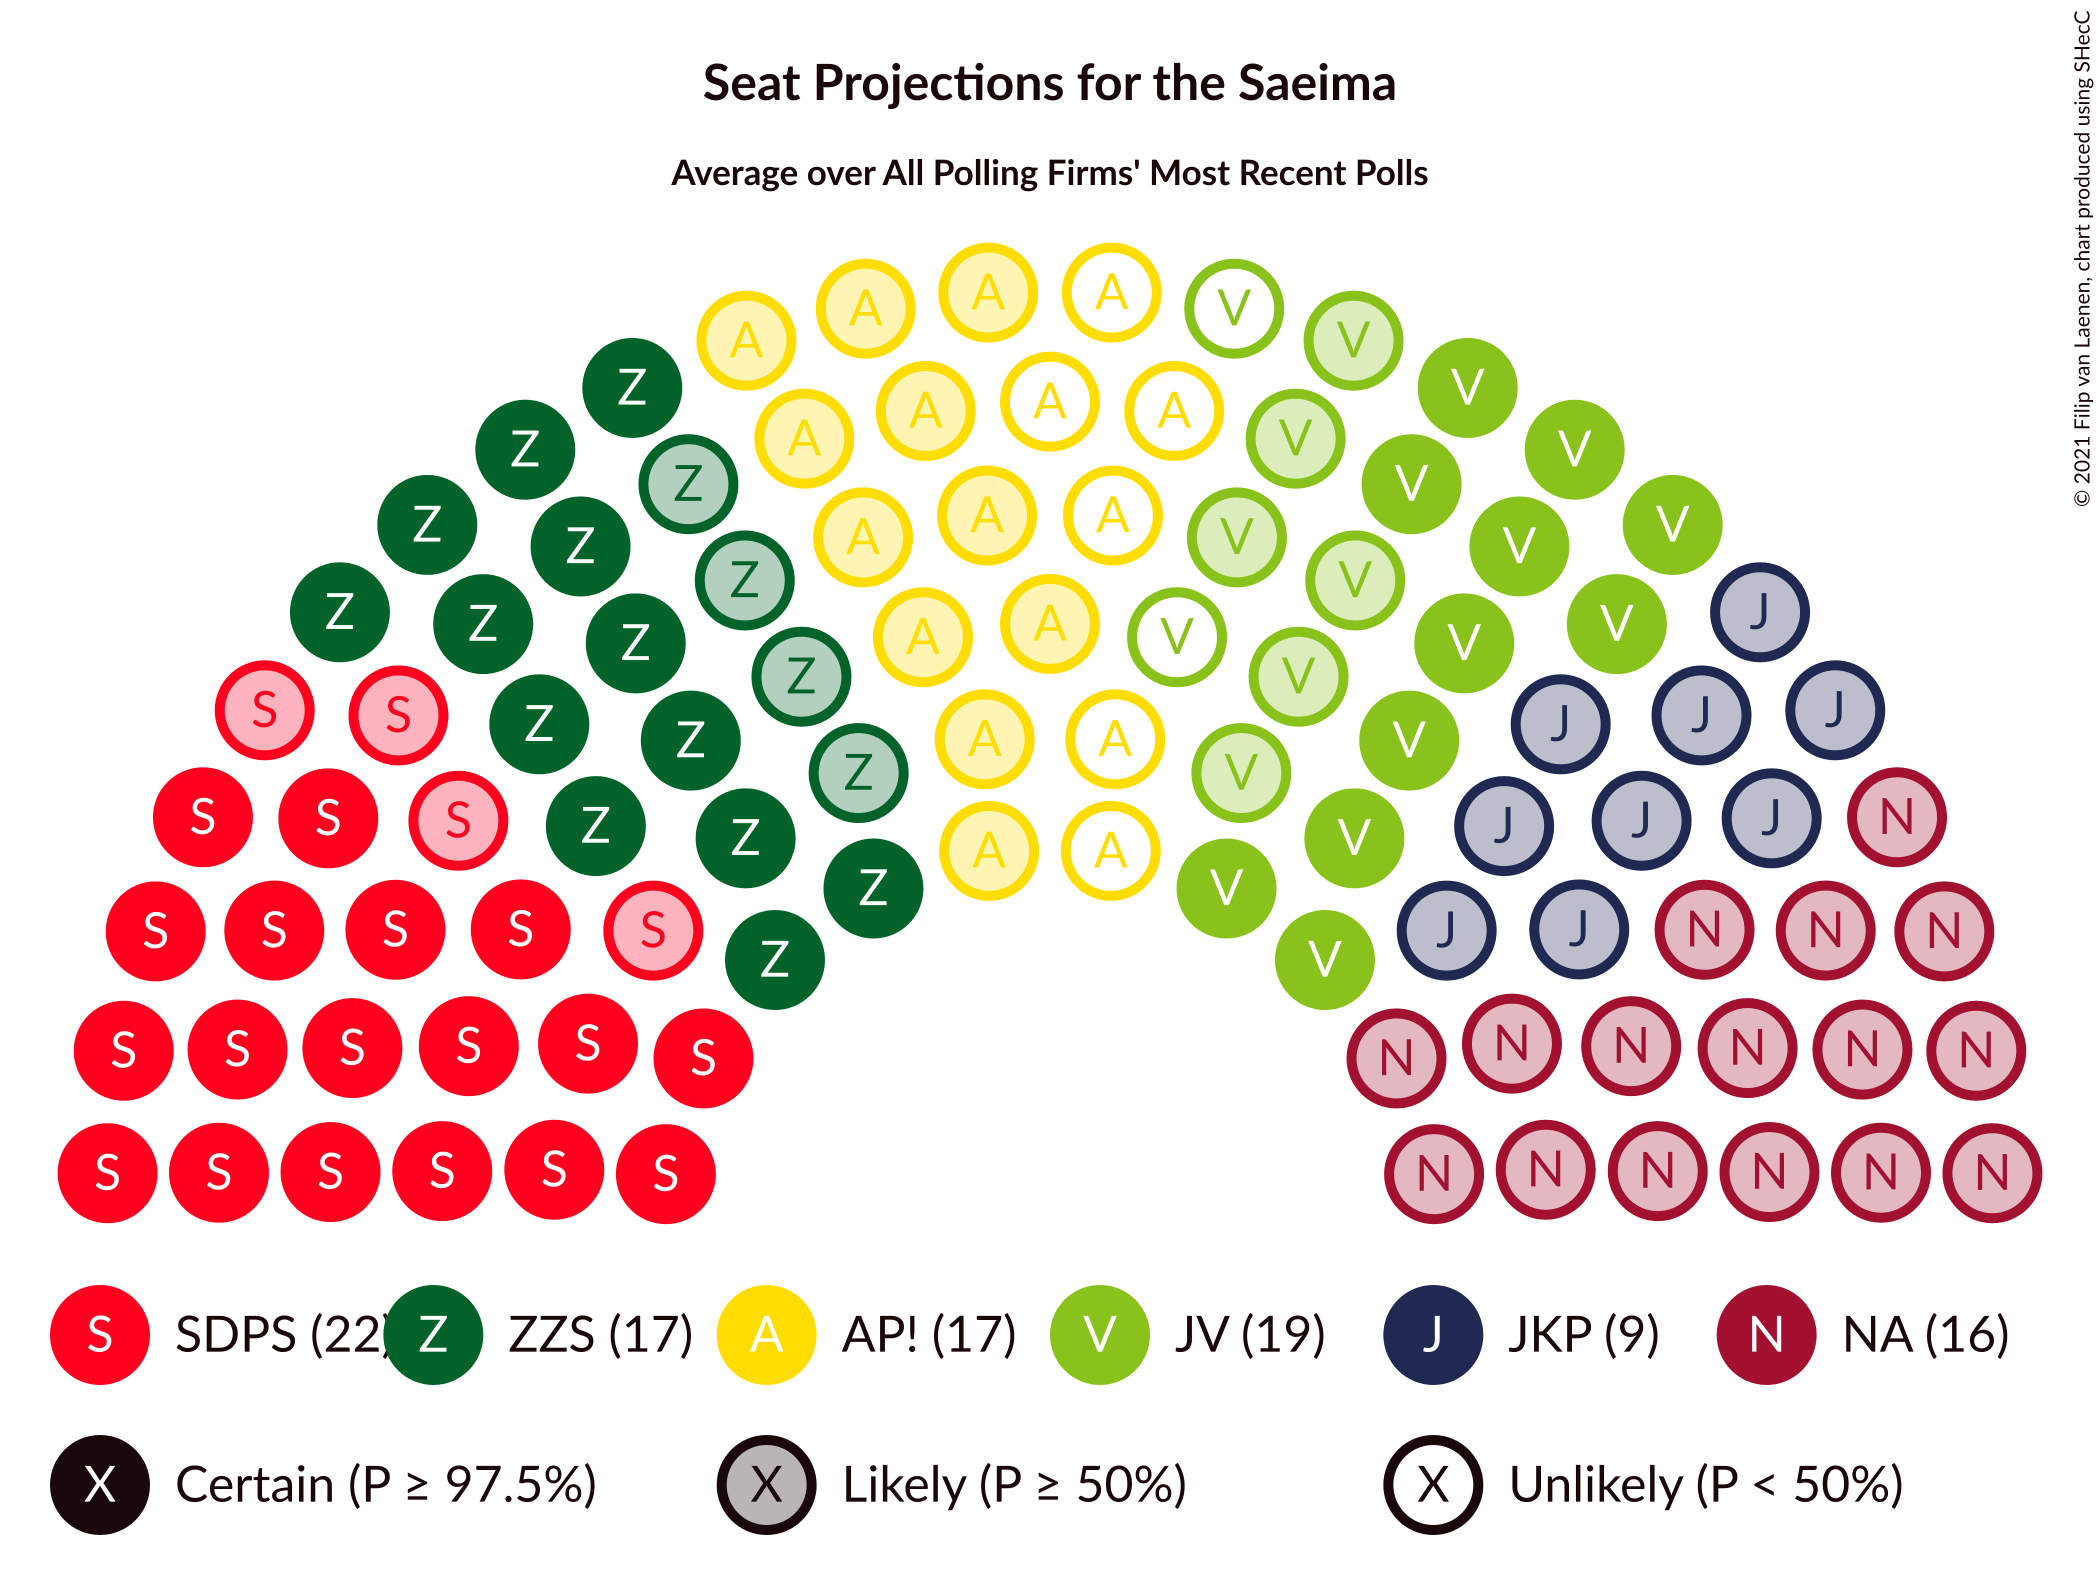 Seat Projections for the Saeima
Average over All Polling Firms' Most Recent Polls
© 2021 Filip van Laenen, chart produced using SHecC
A A A A V V
Z A A A A V V
Z Z A A A V V V
Z Z Z A A V V V V
Z Z Z Z A A V V V V J
S S Z Z Z V V J J J
S S S Z Z A A V J J J N
S S S S S Z Z V V J J N N N
S S S S S S N N N N N N
S S S S S S N N N N N N
S SDPS (22) Z ZZS (17) A AP! (17) V JV (19) J JKP (9) N NA (16)
X Certain (P ≥ 97.5%) X Likely (P ≥ 50%) X Unlikely (P < 50%)